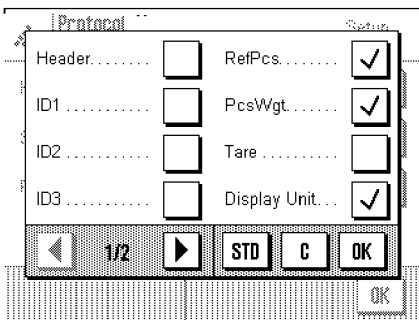 Protocol
Setup
Header........
RefPcs........
ID1...........
PcsWgt.......
ID2...........
Tare..........
ID3...........
Display Unit...
1/2
STD
C
OK
OK